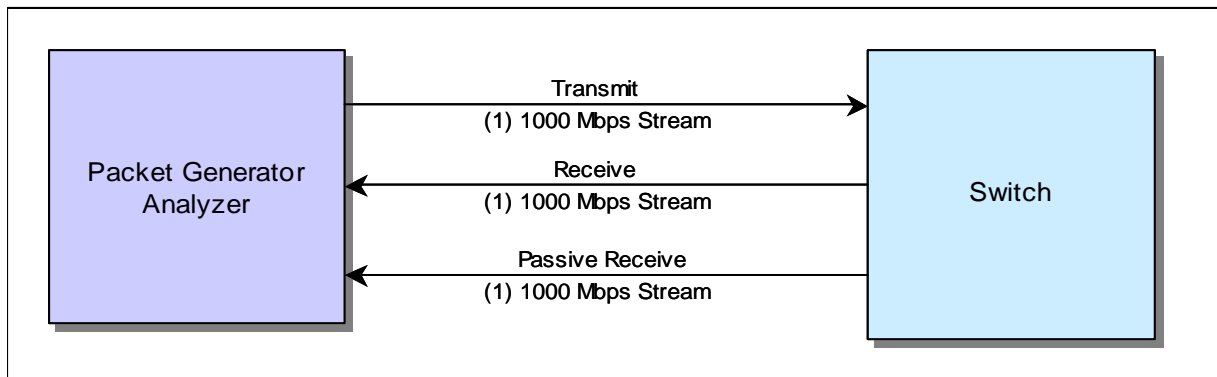 Packet Generator
Analyzer
Transmit
(1) 1000 Mbps Stream
Receive
(1) 1000 Mbps Stream
Passive Receive
(1) 1000 Mbps Stream
Switch